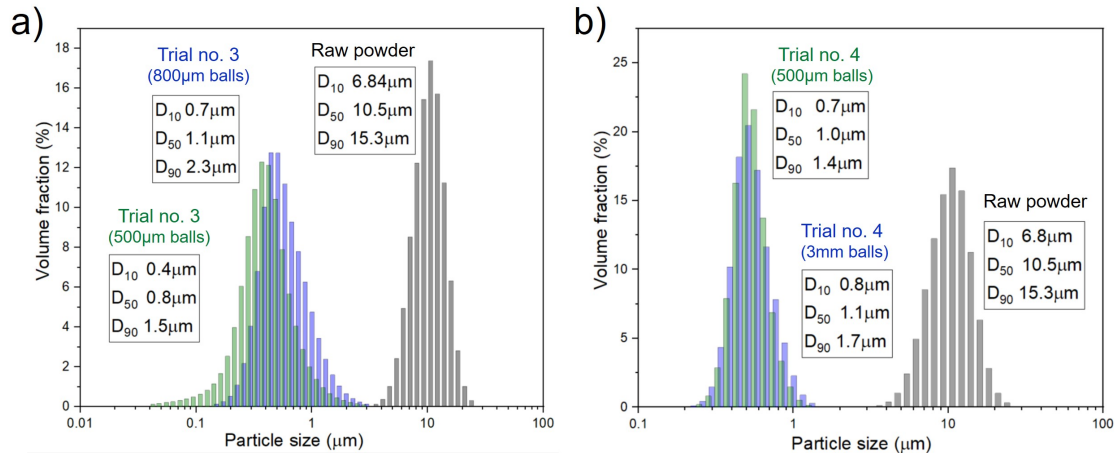 a)
Volume fraction (%)
18
16
14
12
10
8
6
4
2
0
0.01
0.1
1
10
100
Particle size (μm)
Trial no. 3
(800μm balls)
D10 0.7μm
D50 1.1μm
D90 2.3μm
Raw powder
D10 6.84μm
D50 10.5μm
D90 15.3μm
Trial no. 3
(500μm balls)
D10 0.4μm
D50 0.8μm
D90 1.5μm
b)
Volume fraction (%)
25
20
15
10
5
0
0.1
1
10
100
Particle size (μm)
Trial no. 4
(500μm balls)
D10 0.7μm
D50 1.0μm
D90 1.4μm
Trial no. 4
(3mm balls)
D10 0.8μm
D50 1.1μm
D90 1.7μm
Raw powder
D10 6.8μm
D50 10.5μm
D90 15.3μm